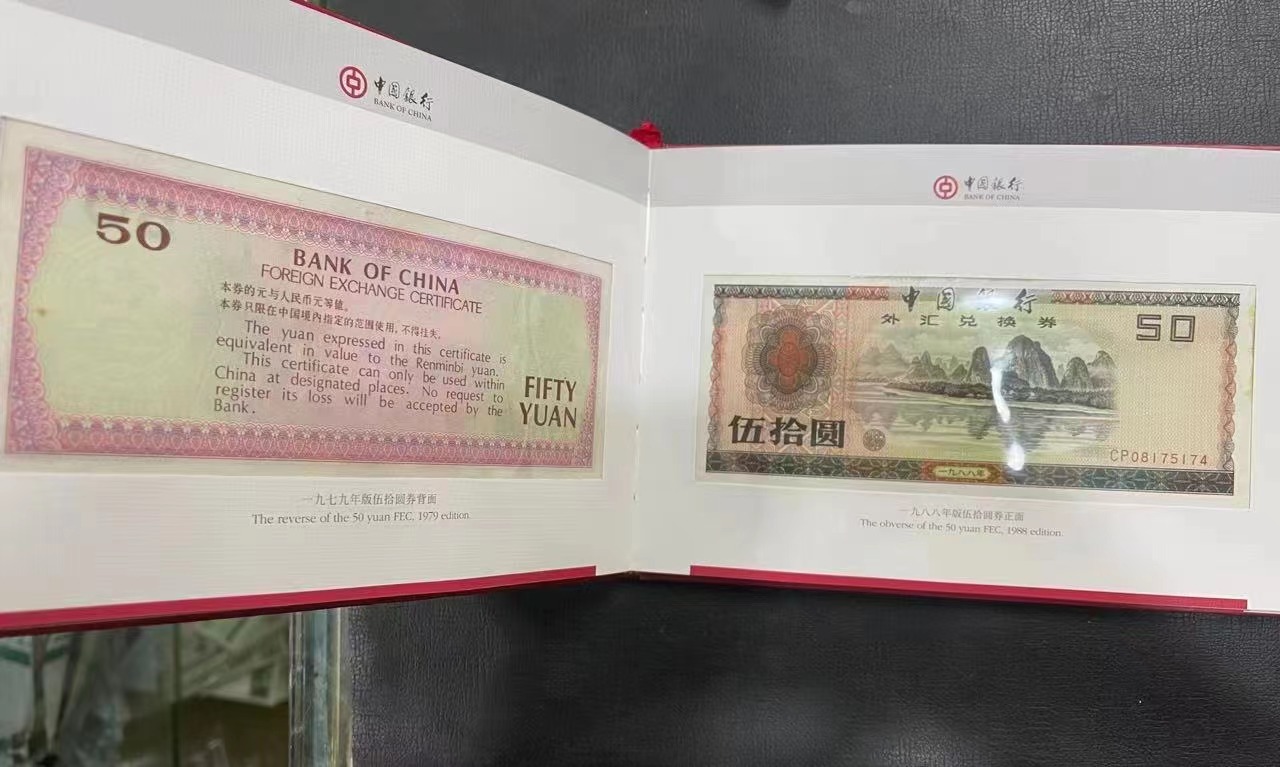 中国银行
BANK OF CHINA
50
BANK OF CHINA
FOREIGN EXCHANGE CERTIFICATE
本券的元与人民币元等值。
本券只限在中国境内指定的范围使用,不得挂失。
The yuan expressed in this certificate is
equivalent in value to the Renminbi yuan.
This certificate can only be used within
China at designated places. No request to
register its loss will be accepted by the
Bank.
FIFTY
YUAN
一九七九年版伍拾圆券背面
The reverse of the 50 yuan FEC, 1979 edition.
中国银行
BANK OF CHINA
中国银行
外汇兑换券
50
伍拾圆
CP08175174
一九八八年
一九八八年版伍拾圆券正面
The obverse of the 50 yuan FEC, 1988 edition.